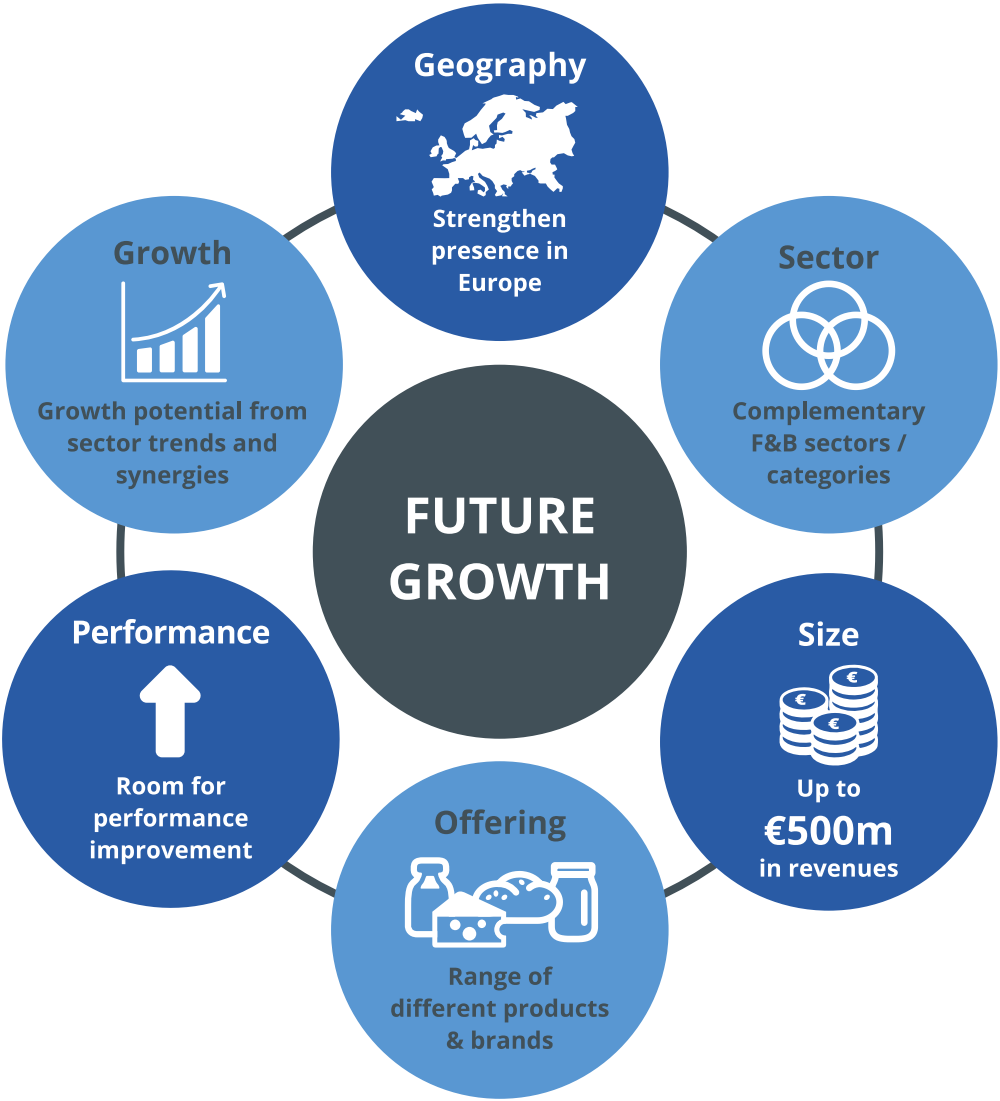 Geography
Strengthen
presence in
Europe
Sector
Complementary
F&B sectors /
categories
Size
€
€
€
Up to
€500m
in revenues
Offering
Range of
different products
& brands
Performance
Room for
performance
improvement
Growth
Growth potential from
sector trends and
synergies
FUTURE
GROWTH